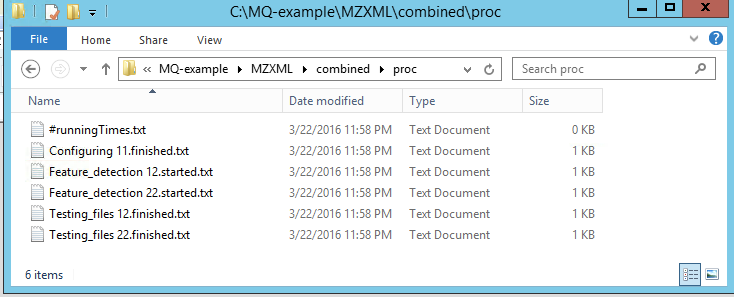 C:\MQ-example\MZXML\combined\proc
File Home Share View
MQ-example MZXML combined proc Search proc
Name Date modified Type Size
#runningTimes.txt 3/22/2016 11:58 PM Text Document 0 KB
Configuring 11.finished.txt 3/22/2016 11:58 PM Text Document 1 KB
Feature_detection 12.started.txt 3/22/2016 11:58 PM Text Document 1 KB
Feature_detection 22.started.txt 3/22/2016 11:58 PM Text Document 1 KB
Testing_files 12.finished.txt 3/22/2016 11:58 PM Text Document 1 KB
Testing_files 22.finished.txt 3/22/2016 11:58 PM Text Document 1 KB
6 items